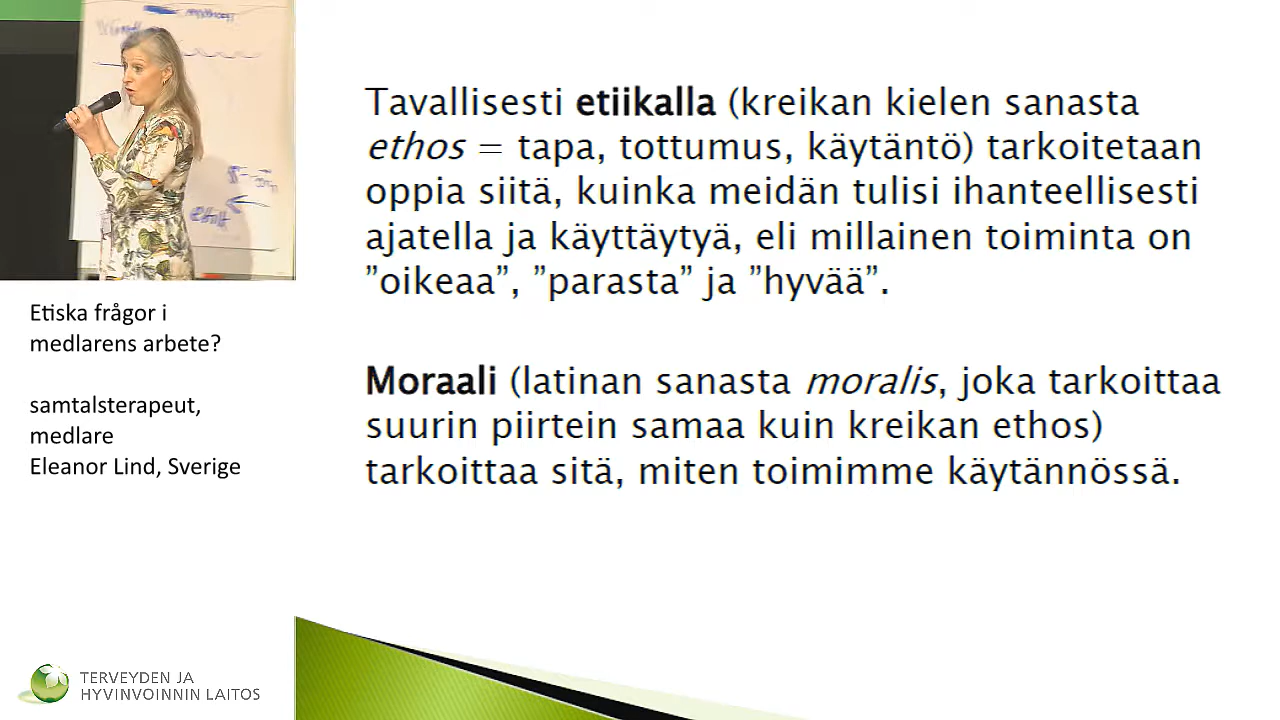 etik
Etiska frågor i
medlarens arbete?
samtalsterapeut,
medlare
Eleanor Lind, Sverige
TERVEYDEN JA
HYVINVOINNIN LAITOS
Tavallisesti etiikalla (kreikan kielen sanasta
ethos = tapa, tottumus, käytäntö) tarkoitetaan
oppia siitä, kuinka meidän tulisi ihanteellisesti
ajatella ja käyttäytyä, eli millainen toiminta on
”oikeaa”, ”parasta” ja ”hyvää”.
Moraali (latinan sanasta moralis, joka tarkoittaa
suurin piirtein samaa kuin kreikan ethos)
tarkoittaa sitä, miten toimimme käytännössä.